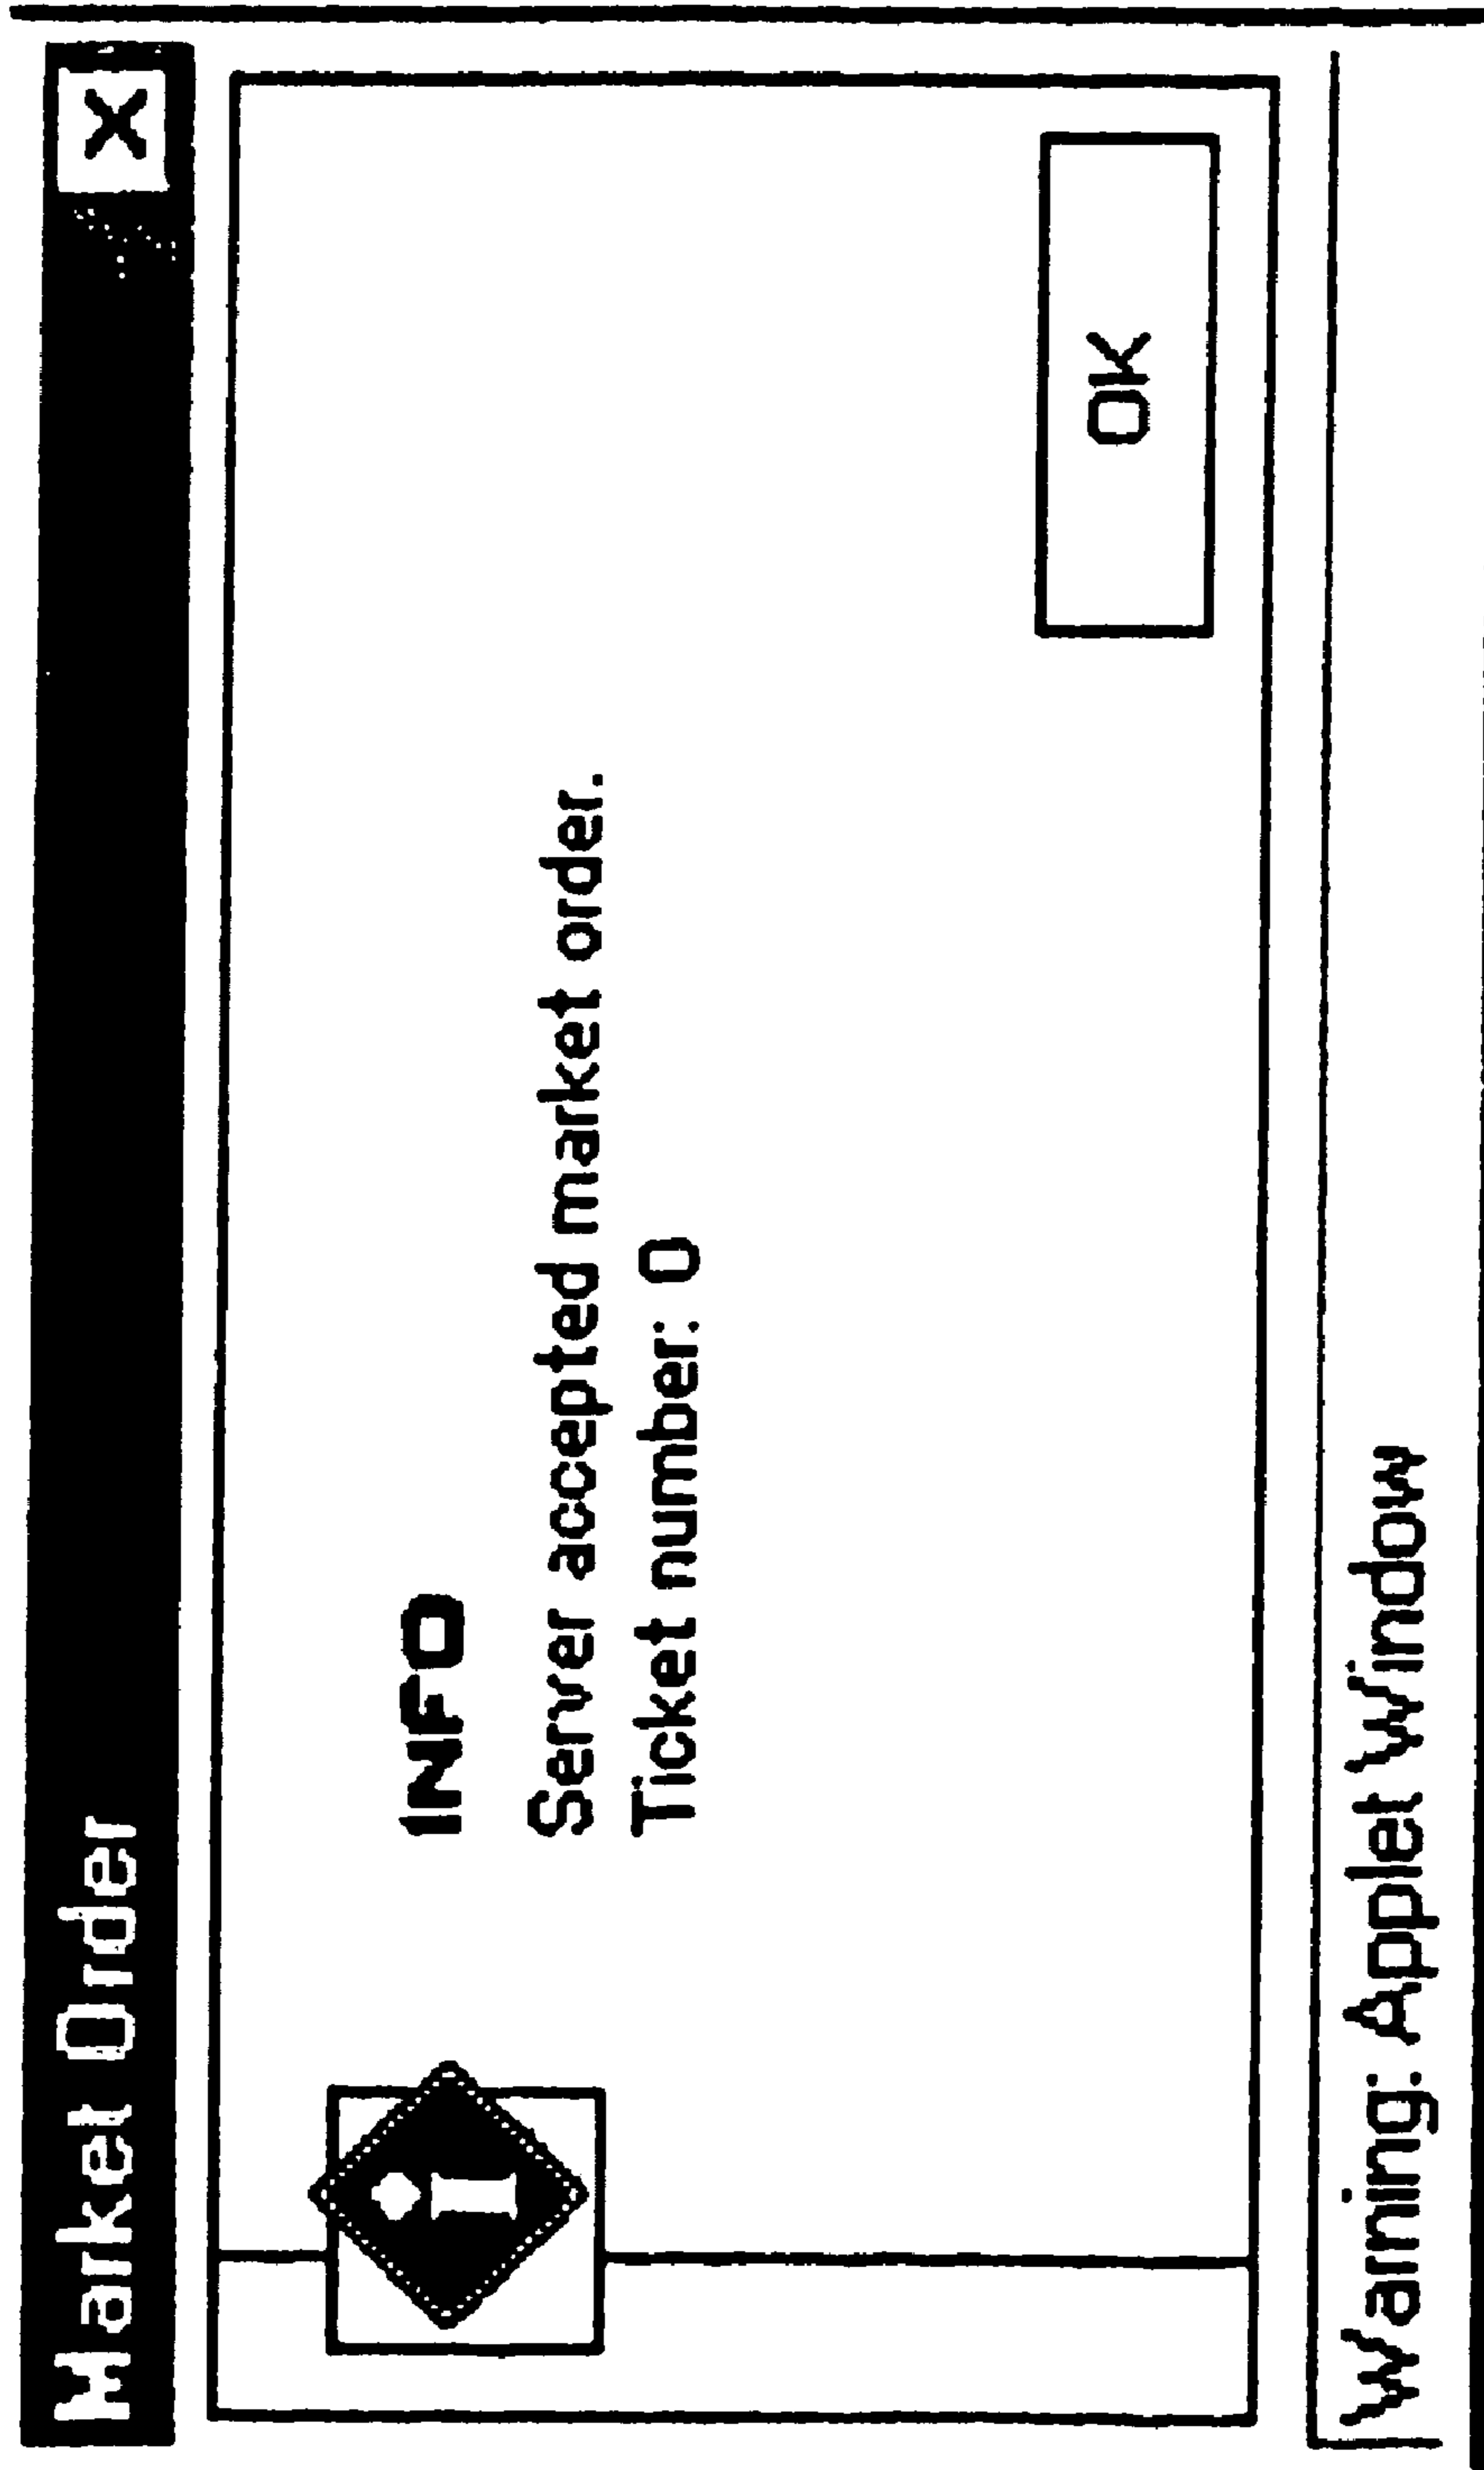 Market Order
X
INFO
Server accepted market order.
Ticket number: 0
OK
Warning: Applet Window